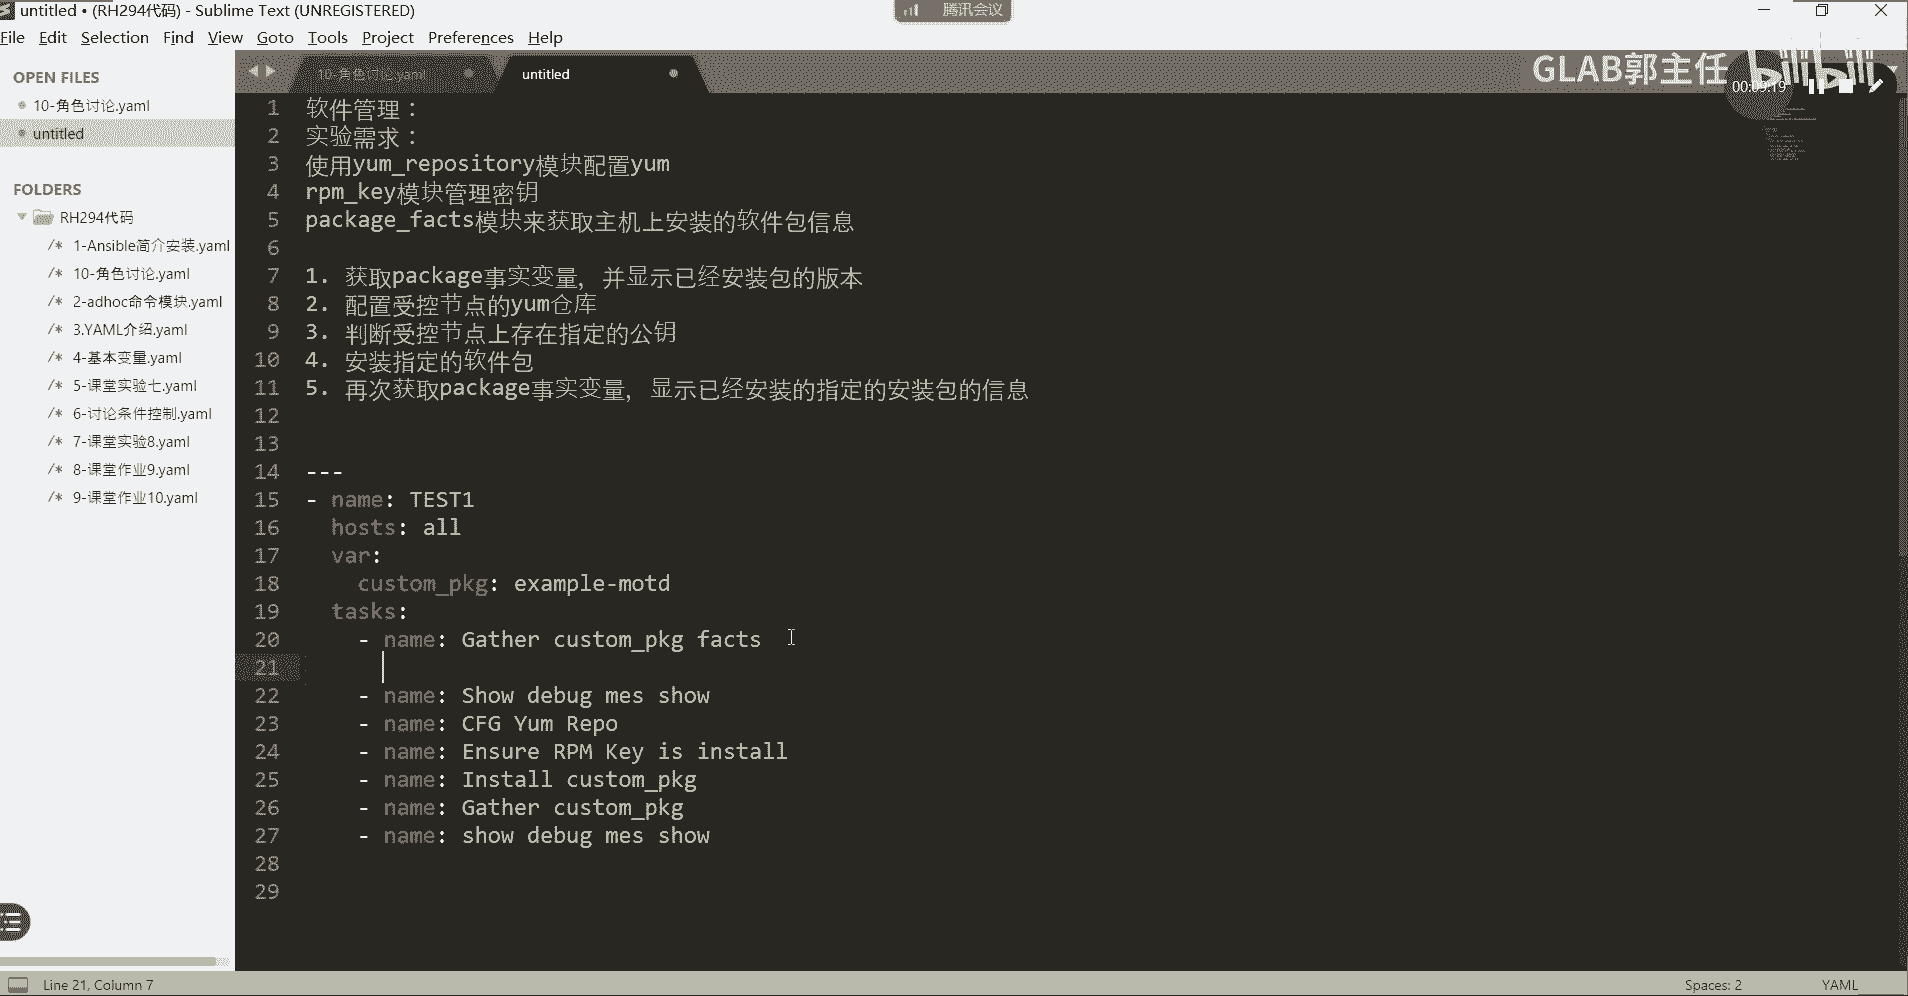 untitled • (RH294代码) - Sublime Text (UNREGISTERED)
腾讯会议
File Edit Selection Find View Goto Tools Project Preferences Help
OPEN FILES
10-角色讨论.yaml
untitled
FOLDERS
RH294代码
/* 1-Ansible简介安装.yaml
/* 10-角色讨论.yaml
/* 2-adhoc命令模块.yaml
/* 3.YAML介绍.yaml
/* 4-基本变量.yaml
/* 5-课堂实验七.yaml
/* 6-讨论条件控制.yaml
/* 7-课堂实验8.yaml
/* 8-课堂作业9.yaml
/* 9-课堂作业10.yaml
10-角色讨论.yaml
untitled
GLAB郭主任
bilibili
00:09:19
1 软件管理：
2 实验需求：
3 使用yum_repository模块配置yum
4 rpm_key模块管理密钥
5 package_facts模块来获取主机上安装的软件包信息
6
7 1. 获取package事实变量，并显示已经安装包的版本
8 2. 配置受控节点的yum仓库
9 3. 判断受控节点上存在指定的公钥
10 4. 安装指定的软件包
11 5. 再次获取package事实变量，显示已经安装的指定的安装包的信息
12
13
14 ---
15 - name: TEST1
16 hosts: all
17 var:
18 custom_pkg: example-motd
19 tasks:
20 - name: Gather custom_pkg facts
21
22 - name: Show debug mes show
23 - name: CFG Yum Repo
24 - name: Ensure RPM Key is install
25 - name: Install custom_pkg
26 - name: Gather custom_pkg
27 - name: show debug mes show
28
29
Line 21, Column 7
Spaces: 2
YAML